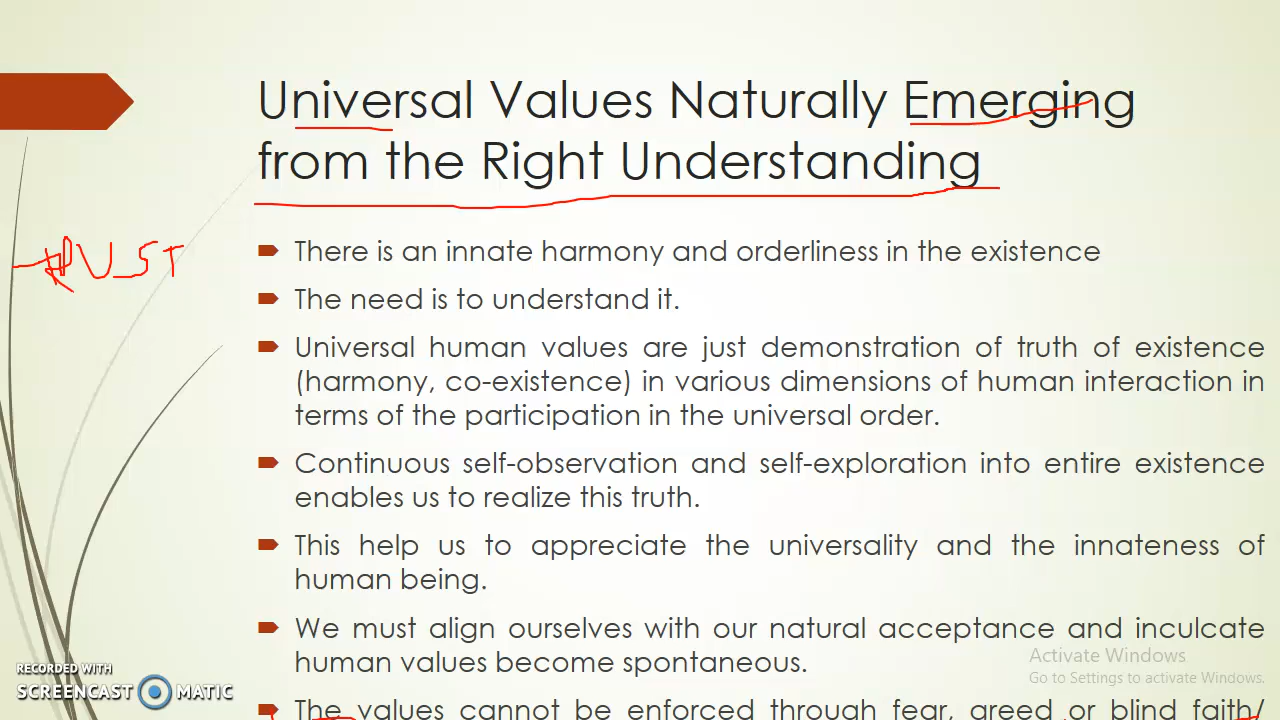 Universal Values Naturally Emerging
from the Right Understanding
There is an innate harmony and orderliness in the existence
The need is to understand it.
Universal human values are just demonstration of truth of existence
(harmony, co-existence) in various dimensions of human interaction in
terms of the participation in the universal order.
Continuous self-observation and self-exploration into entire existence
enables us to realize this truth.
This help us to appreciate the universality and the innateness of
human being.
We must align ourselves with our natural acceptance and inculcate
human values become spontaneous.
The values cannot be enforced through fear, greed or blind faith/
Activate Windows
Go to Settings to activate Windows.
RECORDED WITH
SCREENCAST MATIC